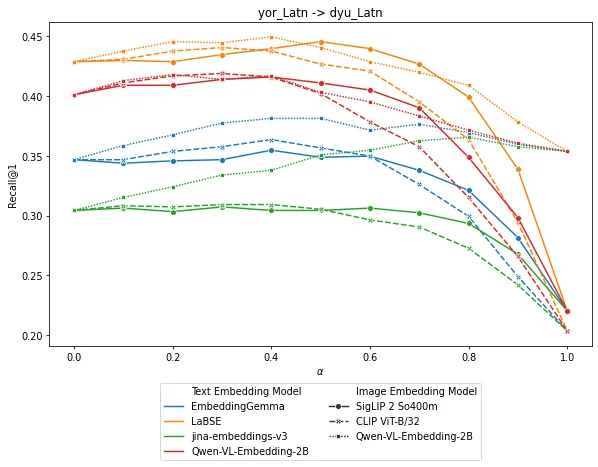 yor_Latn -> dyu_Latn
Recall@1
0.45
0.40
0.35
0.30
0.25
0.20
0.0 0.2 0.4 0.6 0.8 1.0
α
Text Embedding Model Image Embedding Model
EmbeddingGemma SigLIP 2 So400m
LaBSE CLIP ViT-B/32
jina-embeddings-v3 Qwen-VL-Embedding-2B
Qwen-VL-Embedding-2B